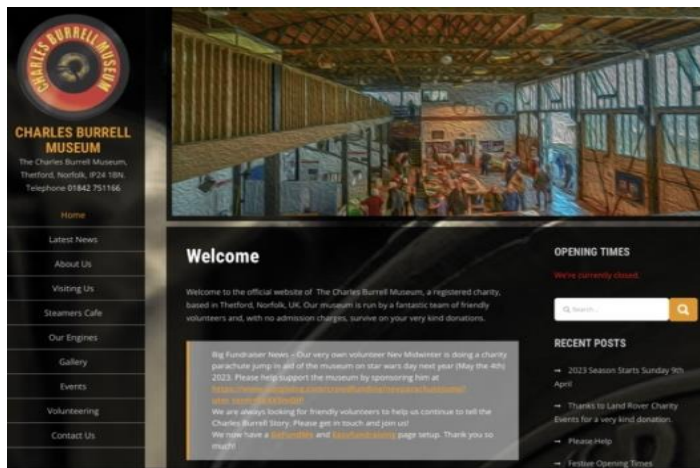 CHARLES BURRELL MUSEUM
CHARLES BURRELL
MUSEUM
The Charles Burrell Museum,
Thetford, Norfolk, IP24 1BN.
Telephone 01842 751166
Home
Latest News
About Us
Visiting Us
Steamers Cafe
Our Engines
Gallery
Events
Volunteering
Contact Us
Welcome
Welcome to the official website of The Charles Burrell Museum, a registered charity,
based in Thetford, Norfolk, UK. Our museum is run by a fantastic team of friendly
volunteers and, with no admission charges, survive on your very kind donations.
Big Fundraiser News – Our very own volunteer Nev Midwinter is doing a charity
parachute jump in aid of the museum on star wars day next year (May the 4th)
2023. Please help support the museum by sponsoring him at
We are always looking for friendly volunteers to help us continue to tell the
Charles Burrell Story. Please get in touch and join us!
We now have a and page setup. Thank you so
much!
OPENING TIMES
We're currently closed.
Search...
RECENT POSTS
→ 2023 Season Starts Sunday 9th
April
→ Thanks to Land Rover Charity
Events for a very kind donation.
→ Please Help
→ Festive Opening Times